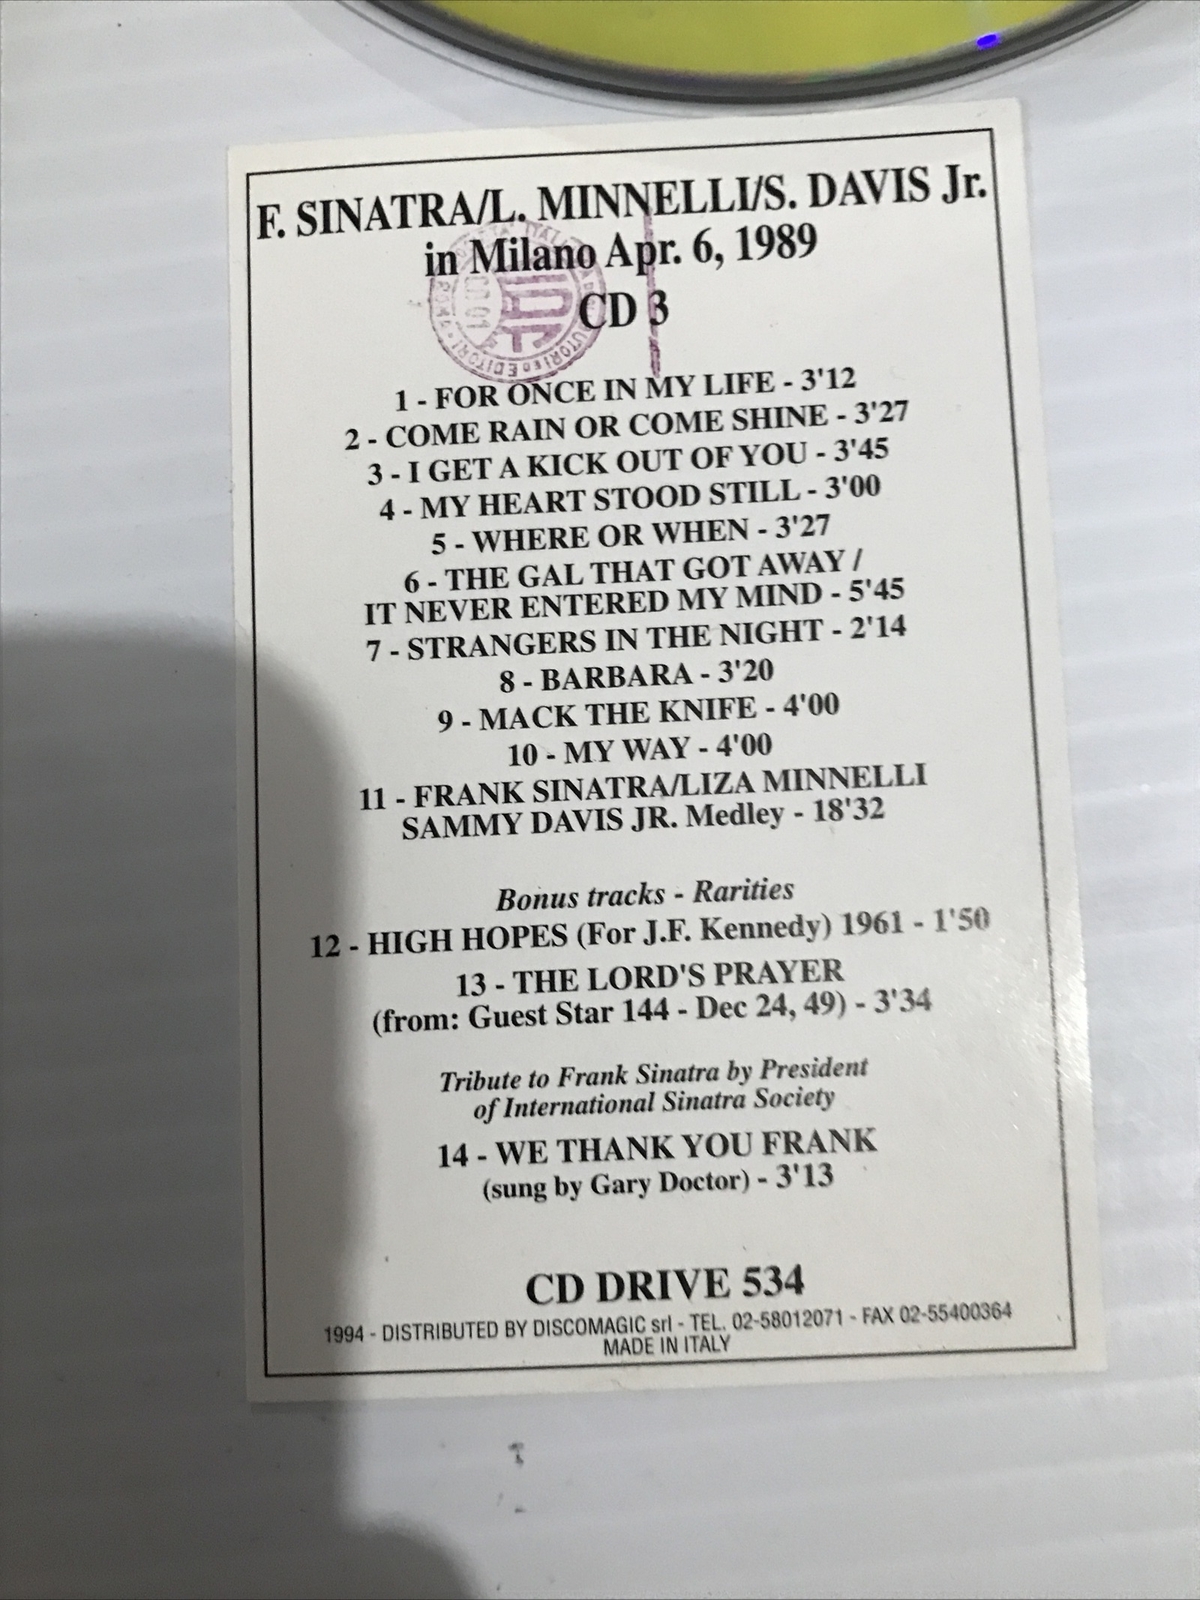 F. SINATRA/L. MINNELLI/S. DAVIS Jr.
in Milano Apr. 6, 1989
CD 3
1 - FOR ONCE IN MY LIFE - 3'12
2 - COME RAIN OR COME SHINE - 3'27
3 - I GET A KICK OUT OF YOU - 3'45
4 - MY HEART STOOD STILL - 3'00
5 - WHERE OR WHEN - 3'27
6 - THE GAL THAT GOT AWAY /
IT NEVER ENTERED MY MIND - 5'45
7 - STRANGERS IN THE NIGHT - 2'14
8 - BARBARA - 3'20
9 - MACK THE KNIFE - 4'00
10 - MY WAY - 4'00
11 - FRANK SINATRA/LIZA MINNELLI
SAMMY DAVIS JR. Medley - 18'32
Bonus tracks - Rarities
12 - HIGH HOPES (For J.F. Kennedy) 1961 - 1'50
13 - THE LORD'S PRAYER
(from: Guest Star 144 - Dec 24, 49) - 3'34
Tribute to Frank Sinatra by President
of International Sinatra Society
14 - WE THANK YOU FRANK
(sung by Gary Doctor) - 3'13
CD DRIVE 534
1994 - DISTRIBUTED BY DISCOMAGIC srl - TEL. 02-58012071 - FAX 02-55400364
MADE IN ITALY